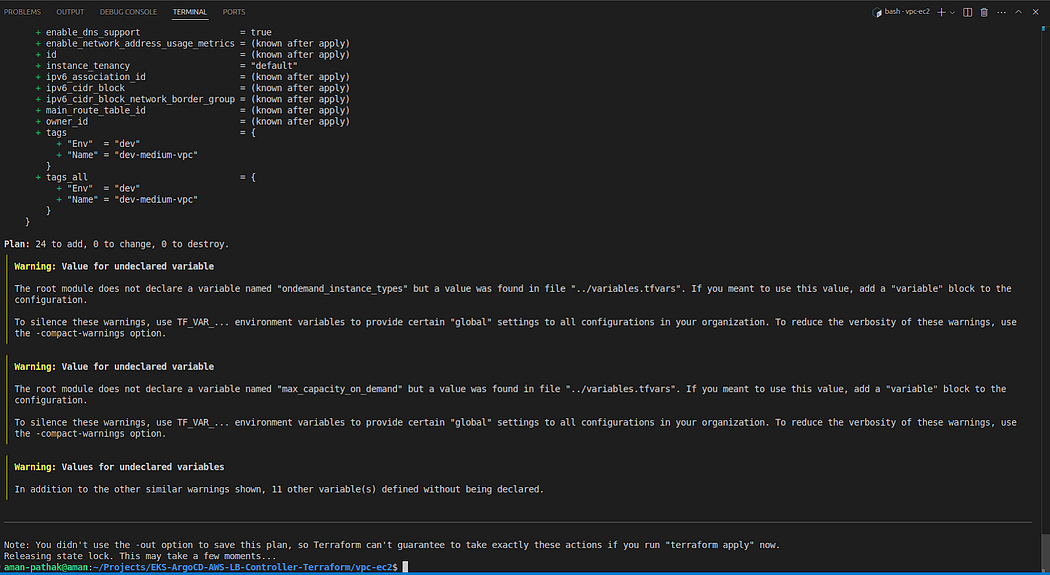 PROBLEMS OUTPUT DEBUG CONSOLE TERMINAL PORTS bash - vpc-ec2
+ enable_dns_support = true
+ enable_network_address_usage_metrics = (known after apply)
+ id = (known after apply)
+ instance_tenancy = "default"
+ ipv6_association_id = (known after apply)
+ ipv6_cidr_block = (known after apply)
+ ipv6_cidr_block_network_border_group = (known after apply)
+ main_route_table_id = (known after apply)
+ owner_id = (known after apply)
+ tags = {
+ "Env" = "dev"
+ "Name" = "dev-medium-vpc"
}
+ tags_all = {
+ "Env" = "dev"
+ "Name" = "dev-medium-vpc"
}
}
Plan: 24 to add, 0 to change, 0 to destroy.
Warning: Value for undeclared variable
The root module does not declare a variable named "ondemand_instance_types" but a value was found in file "../variables.tfvars". If you meant to use this value, add a "variable" block to the
configuration.
To silence these warnings, use TF_VAR_... environment variables to provide certain "global" settings to all configurations in your organization. To reduce the verbosity of these warnings, use
the -compact-warnings option.
Warning: Value for undeclared variable
The root module does not declare a variable named "max_capacity_on_demand" but a value was found in file "../variables.tfvars". If you meant to use this value, add a "variable" block to the
configuration.
To silence these warnings, use TF_VAR_... environment variables to provide certain "global" settings to all configurations in your organization. To reduce the verbosity of these warnings, use
the -compact-warnings option.
Warning: Values for undeclared variables
In addition to the other similar warnings shown, 11 other variable(s) defined without being declared.
Note: You didn't use the -out option to save this plan, so Terraform can't guarantee to take exactly these actions if you run "terraform apply" now.
Releasing state lock. This may take a few moments...
aman-pathak@aman:~/Projects/EKS-ArgoCD-AWS-LB-Controller-Terraform/vpc-ec2$